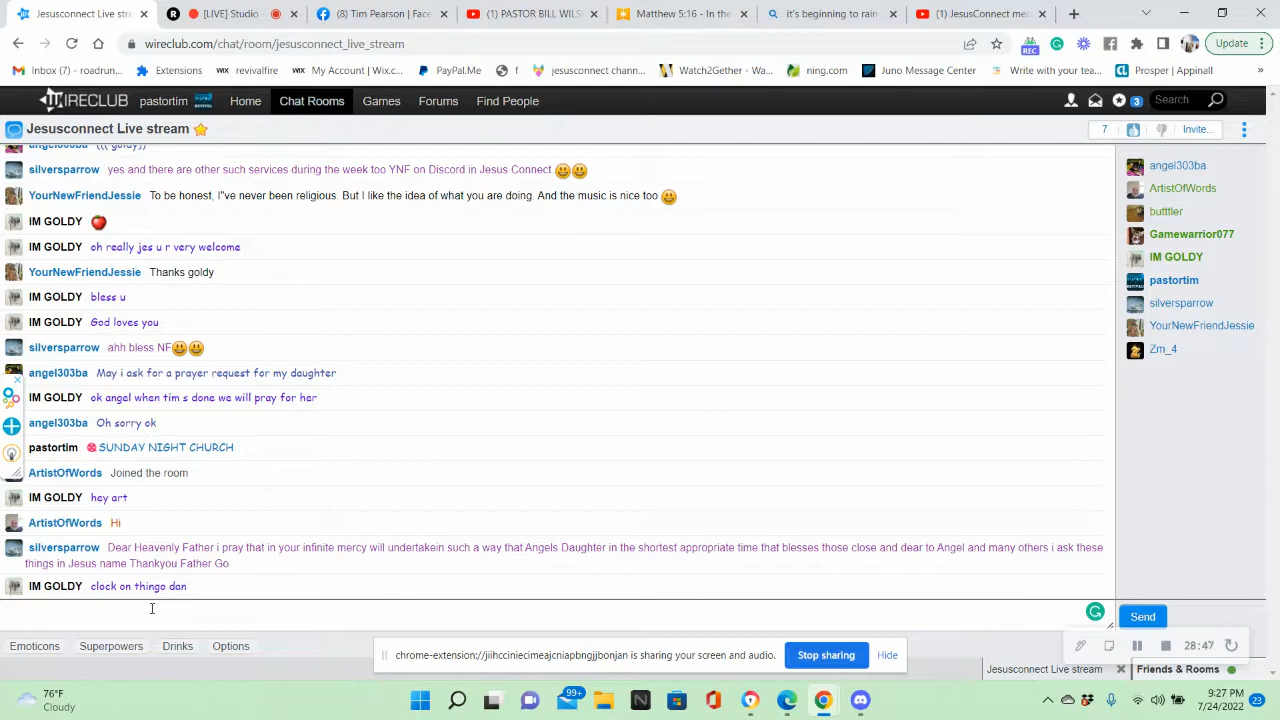 Jesusconnect Live stre
[LIVE] Studio
(8) Tim Pearson | Face
(1) PASTOR BILL WILS
Matthew 5:16 - In the
it's beginning to ra
(1) JesusConnect me
wireclub.com/chat/room/jesusconnect_live_stream
REC
Update
Inbox (7) - roadrun...
Extensions
WIX revivalfire
WIX My Account | Wix.c...
PayPal.Me
f
jesusconnect chann...
Watch2Gether - Wa...
ning.com
Juno Message Center
Write with your tea...
Prosper | Appinall
»
WIRECLUB
pastortim
Home
Chat Rooms
Games
Forums
Find People
3
Search
Jesusconnect Live stream
7
Invite...
angel303ba ((( goldy)))
silversparrow yes and there are other such services during the week too YNF on Discord in Jesus Connect
YourNewFriendJessie To be honest, I"ve never been religious. But I like the idea of what you are doing. And the music is nice too
IM GOLDY
IM GOLDY oh really jes u r very welcome
YourNewFriendJessie Thanks goldy
IM GOLDY bless u
IM GOLDY God loves you
silversparrow ahh bless NF
angel303ba May i ask for a prayer request for my daughter
IM GOLDY ok angel when tim s done we will pray for her
angel303ba Oh sorry ok
pastortim SUNDAY NIGHT CHURCH
ArtistOfWords Joined the room
IM GOLDY hey art
ArtistOfWords Hi
silversparrow Dear Heavenly Father i pray that in your infinite mercy will undertakein such a way that Angels Daughter in the shortest appropriate time that blesses those close and dear to Angel and many others i ask these
things in Jesus name Thankyou Father Go
IM GOLDY clock on thingo dan
angel303ba
ArtistOfWords
butttler
Gamewarrior077
IM GOLDY
pastortim
silversparrow
YourNewFriendJessie
Zm_4
Send
Emoticons
Superpowers
Drinks
Options
chrome-extension://jiihcciniecimeajcniapbngjjbonjan is sharing your screen and audio.
Stop sharing
Hide
28:47
Jesusconnect Live stream
Friends & Rooms
76°F
Cloudy
99+
9:27 PM
7/24/2022
23